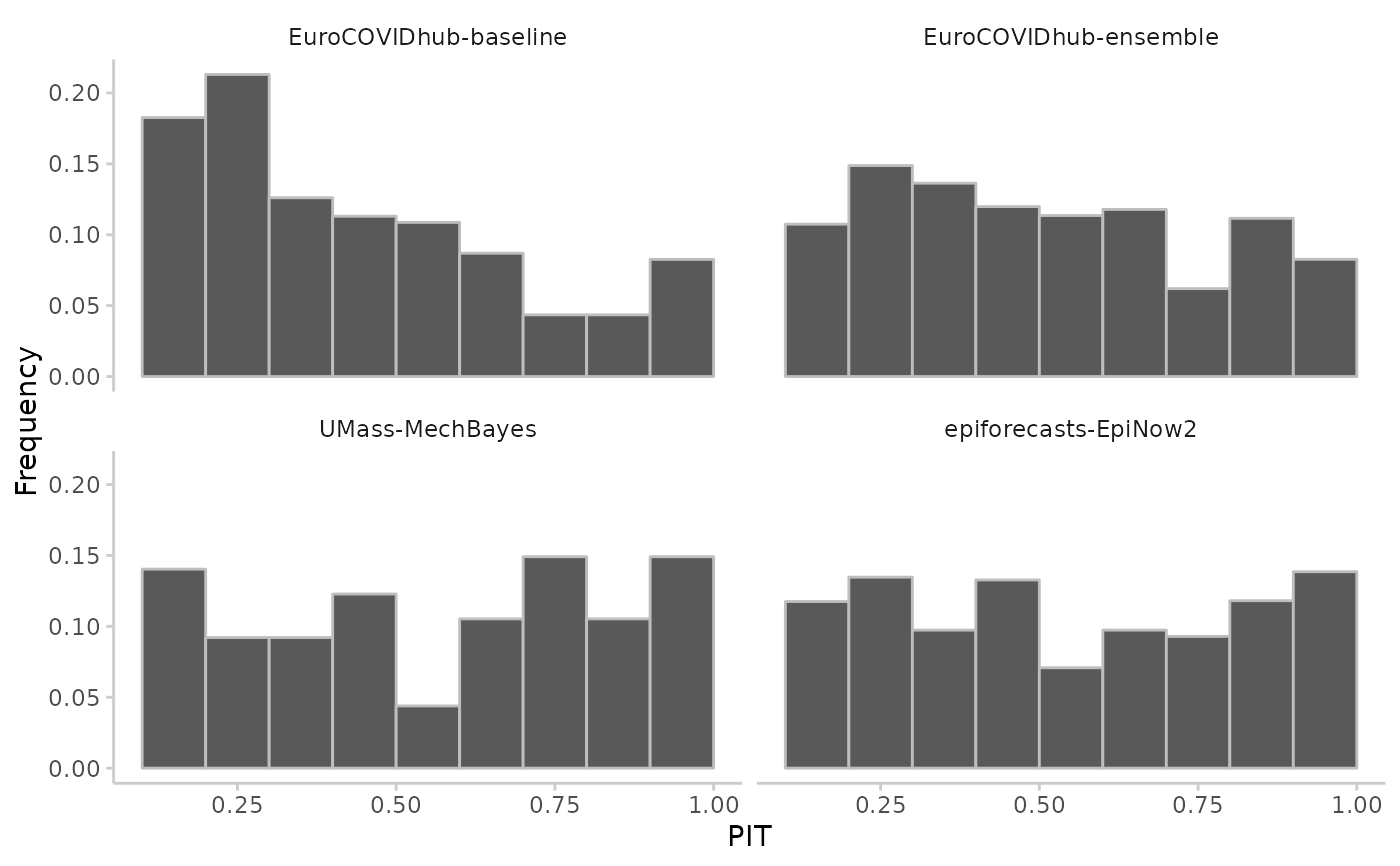 EuroCOVIDhub-baseline
EuroCOVIDhub-ensemble
0.20
0.15
0.10
0.05
0.00
Frequency
UMass-MechBayes
epiforecasts-EpiNow2
0.20
0.15
0.10
0.05
0.00
0.25 0.50 0.75 1.00
0.25 0.50 0.75 1.00
PIT